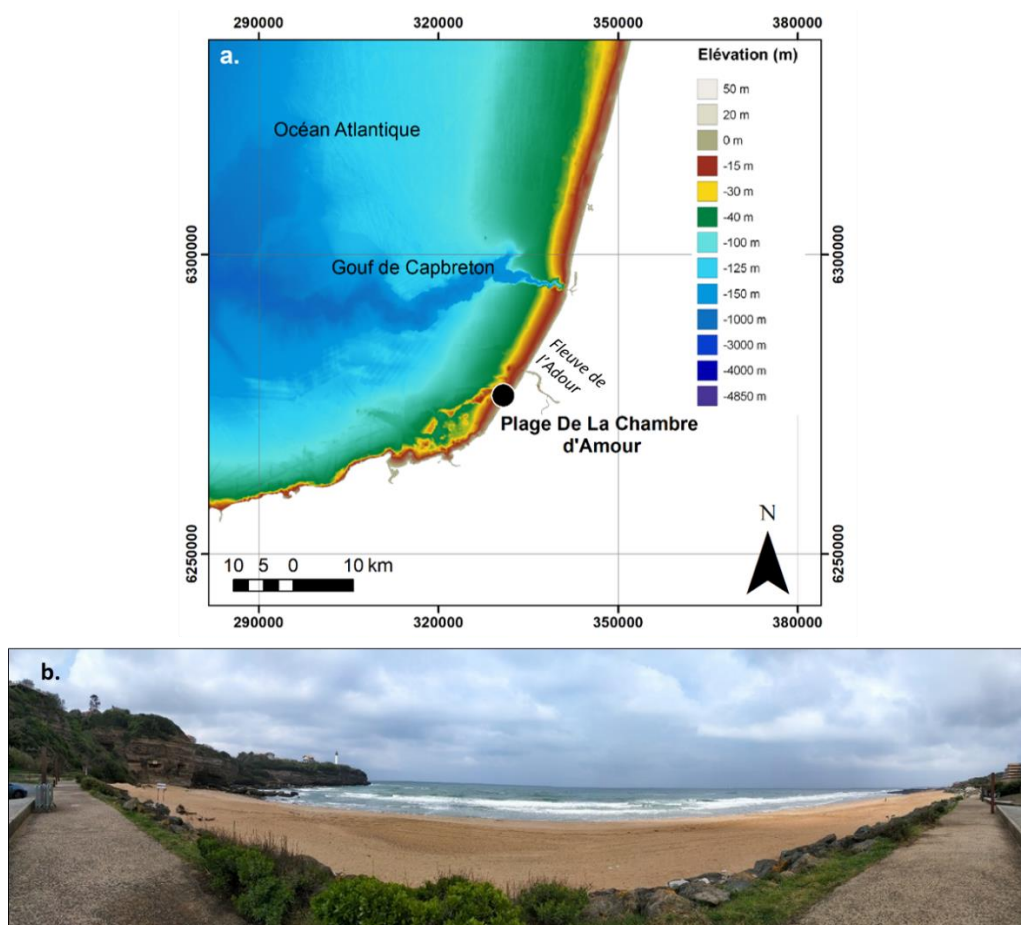 290000 320000 350000 380000
a.
Elévation (m)
50 m
20 m
0 m
-15 m
-30 m
-40 m
-100 m
-125 m
-150 m
-1000 m
-3000 m
-4000 m
-4850 m
Océan Atlantique
6300000
6300000
Gouf de Capbreton
Fleuve de
l'Adour
Plage De La Chambre
d'Amour
N
6250000
6250000
10 5 0 10 km
290000 320000 350000 380000
b.